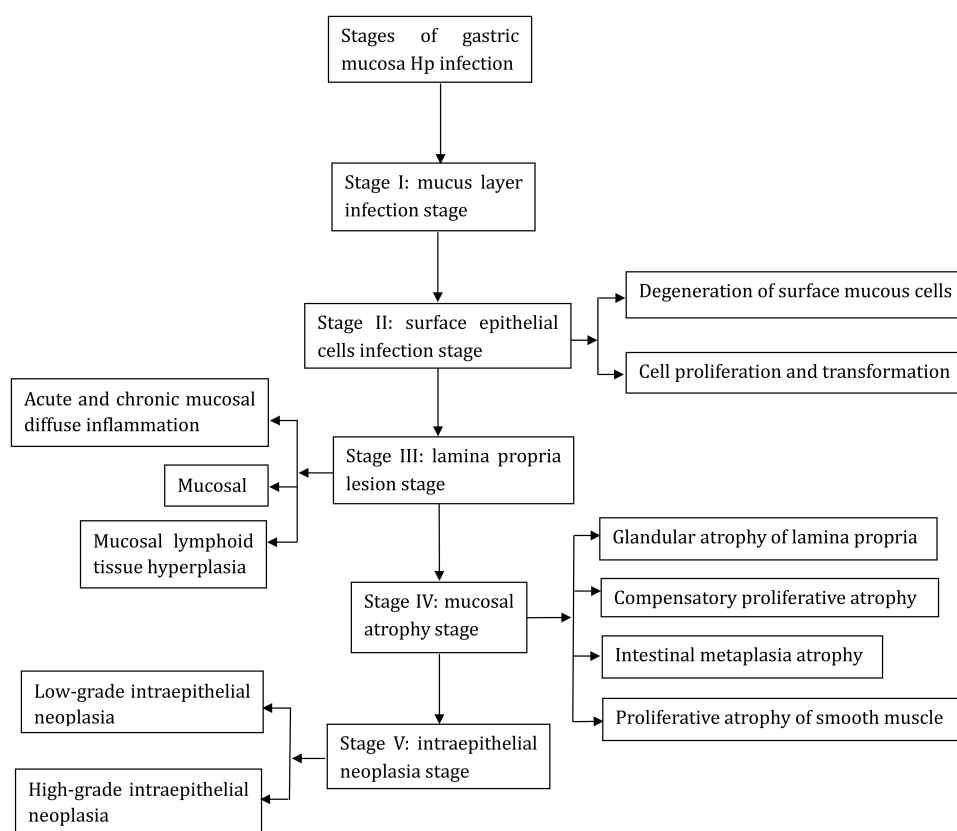 Stages of gastric
mucosa Hp infection
Stage I: mucus layer
infection stage
Stage II: surface epithelial
cells infection stage
Degeneration of surface mucous cells
Cell proliferation and transformation
Stage III: lamina propria
lesion stage
Acute and chronic mucosal
diffuse inflammation
Mucosal
Mucosal lymphoid
tissue hyperplasia
Stage IV: mucosal
atrophy stage
Glandular atrophy of lamina propria
Compensatory proliferative atrophy
Intestinal metaplasia atrophy
Proliferative atrophy of smooth muscle
Stage V: intraepithelial
neoplasia stage
Low-grade intraepithelial
neoplasia
High-grade intraepithelial
neoplasia